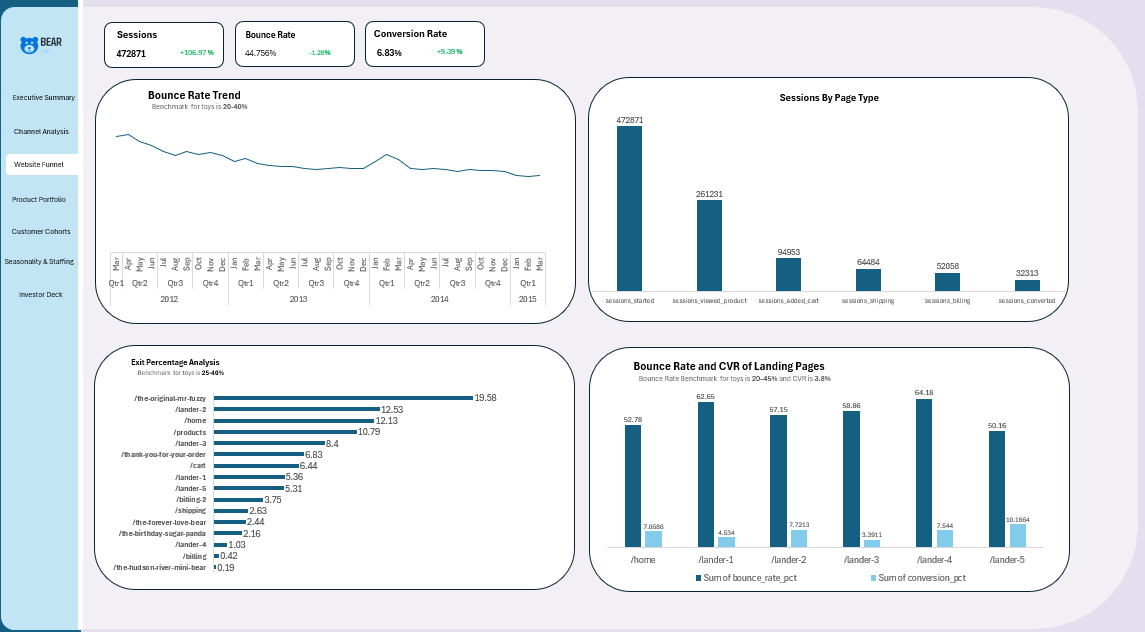 BEAR
Executive Summary
Channel Analysis
Website Funnel
Product Portfolio
Customer Cohorts
Seasonality & Staffing
Investor Deck
Sessions
472871 +106.97%
Bounce Rate
44.756% -1.28%
Conversion Rate
6.83% +9.39%
Bounce Rate Trend
Benchmark for toys is 20-40%
Mar Apr May Jun Jul Aug Sep Oct Nov Dec Jan Feb Mar Apr May Jun Jul Aug Sep Oct Nov Dec Jan Feb Mar Apr May Jun Jul Aug Sep Oct Nov Dec Jan Feb Mar
Qtr1 Qtr2 Qtr3 Qtr4 Qtr1 Qtr2 Qtr3 Qtr4 Qtr1 Qtr2 Qtr3 Qtr4 Qtr1
2012 2013 2014 2015
Sessions By Page Type
472871
261231
94953
64484
52058
32313
sessions_started sessions_viewed_product sessions_added_cart sessions_shipping sessions_billing sessions_converted
Exit Percentage Analysis
Benchmark for toys is 25-40%
/the-original-mr-fuzzy 19.58
/lander-2 12.53
/home 12.13
/products 10.79
/lander-3 8.4
/thank-you-for-your-order 6.83
/cart 6.44
/lander-1 5.36
/lander-5 5.31
/billing-2 3.75
/shipping 2.63
/the-forever-love-bear 2.44
/the-birthday-sugar-panda 2.16
/lander-4 1.03
/billing 0.42
/the-hudson-river-mini-bear 0.19
Bounce Rate and CVR of Landing Pages
Bounce Rate Benchmark for toys is 20-45% and CVR is 3.8%
52.78 62.65 57.15 58.86 64.18 50.16
7.0586 4.534 7.7213 3.3911 7.544 10.1664
/home /lander-1 /lander-2 /lander-3 /lander-4 /lander-5
Sum of bounce_rate_pct Sum of conversion_pct